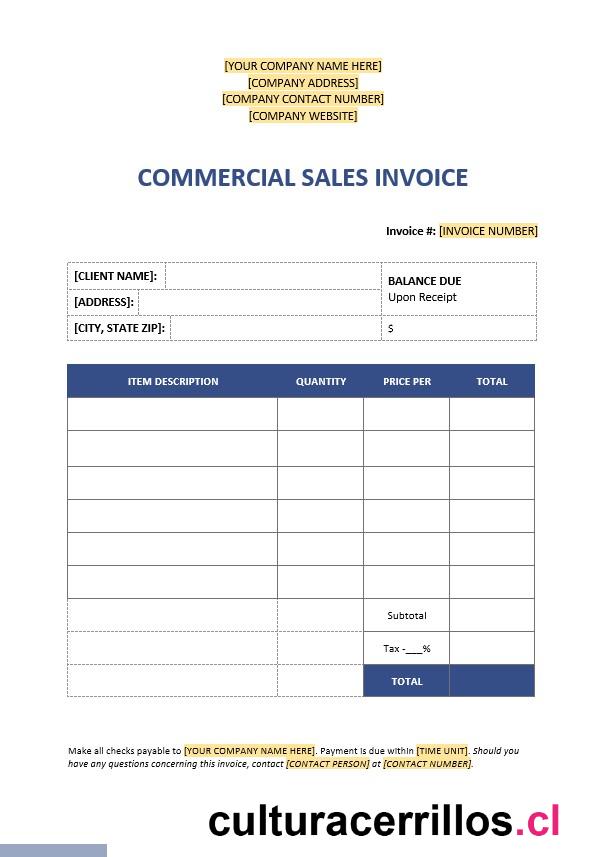 [YOUR COMPANY NAME HERE]
[COMPANY ADDRESS]
[COMPANY CONTACT NUMBER]
[COMPANY WEBSITE]
COMMERCIAL SALES INVOICE
Invoice #: [INVOICE NUMBER]
[CLIENT NAME]:
[ADDRESS]:
[CITY, STATE ZIP]:
BALANCE DUE
Upon Receipt
$
ITEM DESCRIPTION QUANTITY PRICE PER TOTAL
Subtotal
Tax -___%
TOTAL
Make all checks payable to [YOUR COMPANY NAME HERE]. Payment is due within [TIME UNIT]. Should you
have any questions concerning this invoice, contact [CONTACT PERSON] at [CONTACT NUMBER].
culturacerrillos.cl